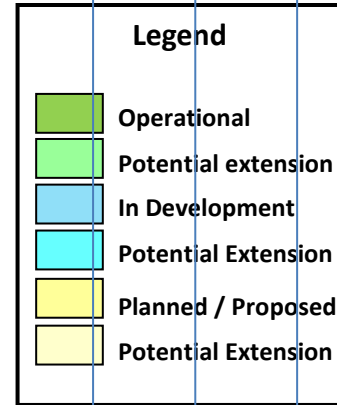 Legend
Operational
Potential extension
In Development
Potential Extension
Planned / Proposed
Potential Extension